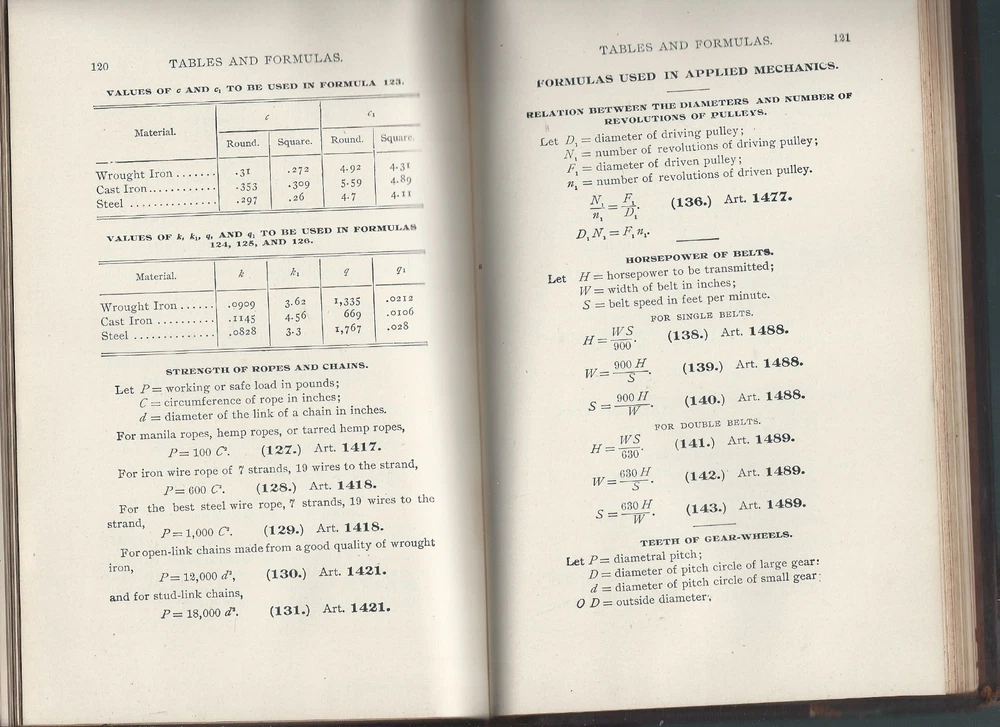 120 TABLES AND FORMULAS.
VALUES OF c AND c₁ TO BE USED IN FORMULA 123.
Material. c c₁
Round. Square. Round. Square.
Wrought Iron ....... .31 .272 4.92 4.31
Cast Iron............ .353 .309 5.59 4.89
Steel ............... .297 .26 4.7 4.11
VALUES OF k, k₁, q, AND q₁ TO BE USED IN FORMULAS
124, 125, AND 126.
Material. k k₁ q q₁
Wrought Iron ...... .0909 3.62 1,335 .0212
Cast Iron .......... .1145 4.56 669 .0106
Steel .............. .0828 3.3 1,767 .028
STRENGTH OF ROPES AND CHAINS.
Let P = working or safe load in pounds;
C = circumference of rope in inches;
d = diameter of the link of a chain in inches.
For manila ropes, hemp ropes, or tarred hemp ropes,
P = 100 C². (127.) Art. 1417.
For iron wire rope of 7 strands, 19 wires to the strand,
P = 600 C². (128.) Art. 1418.
For the best steel wire rope, 7 strands, 19 wires to the
strand,
P = 1,000 C². (129.) Art. 1418.
For open-link chains made from a good quality of wrought
iron,
P = 12,000 d², (130.) Art. 1421.
and for stud-link chains,
P = 18,000 d². (131.) Art. 1421.
TABLES AND FORMULAS. 121
FORMULAS USED IN APPLIED MECHANICS.
RELATION BETWEEN THE DIAMETERS AND NUMBER OF
REVOLUTIONS OF PULLEYS.
Let D₁ = diameter of driving pulley;
N₁ = number of revolutions of driving pulley;
F₁ = diameter of driven pulley;
n₁ = number of revolutions of driven pulley.
N₁/n₁ = F₁/D₁. (136.) Art. 1477.
D₁ N₁ = F₁ n₁.
HORSEPOWER OF BELTS.
Let H = horsepower to be transmitted;
W = width of belt in inches;
S = belt speed in feet per minute.
FOR SINGLE BELTS.
H = WS/900. (138.) Art. 1488.
W = 900 H/S. (139.) Art. 1488.
S = 900 H/W. (140.) Art. 1488.
FOR DOUBLE BELTS.
H = WS/630. (141.) Art. 1489.
W = 630 H/S. (142.) Art. 1489.
S = 630 H/W. (143.) Art. 1489.
TEETH OF GEAR-WHEELS.
Let P = diametral pitch;
D = diameter of pitch circle of large gear;
d = diameter of pitch circle of small gear;
O D = outside diameter;